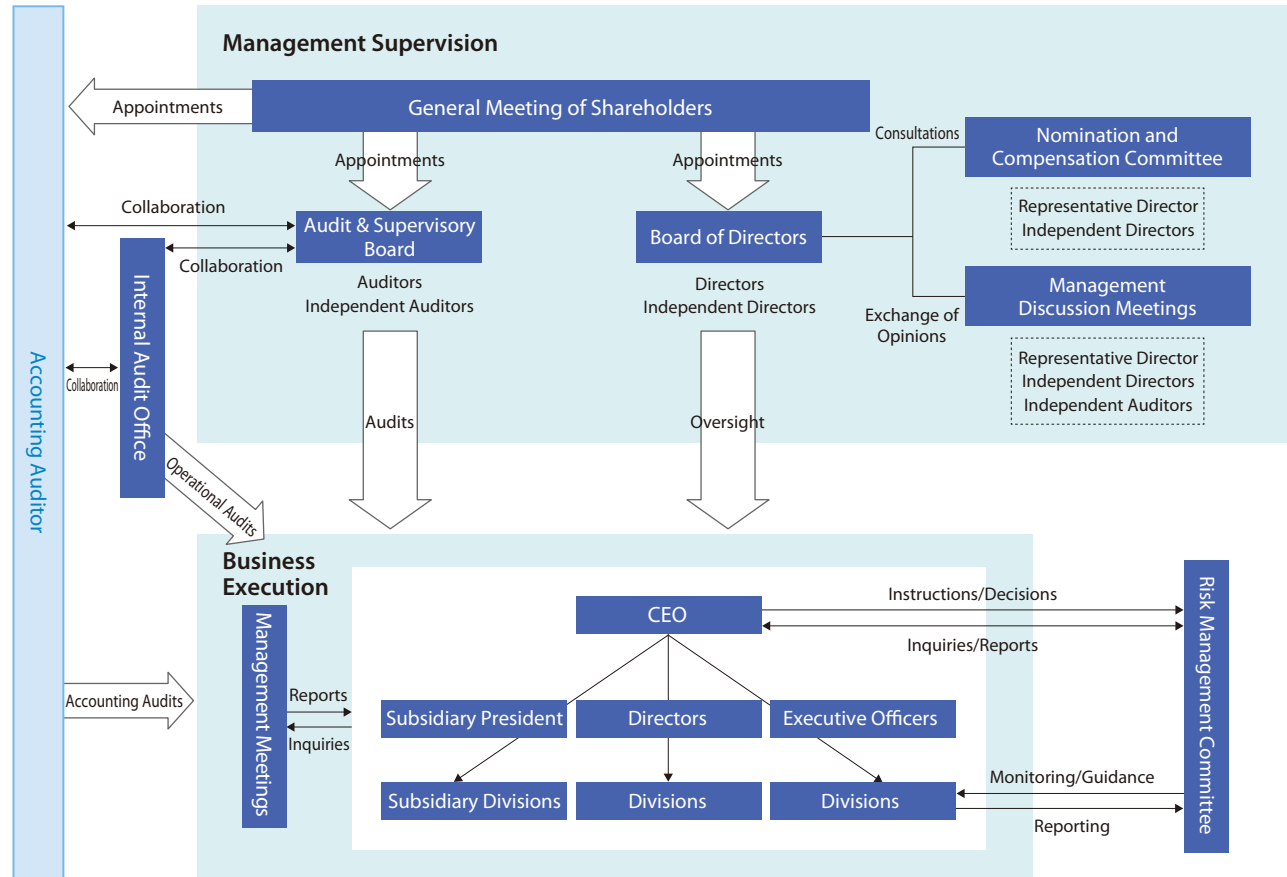 Management Supervision
General Meeting of Shareholders
Appointments
Appointments
Appointments
Consultations
Nomination and
Compensation Committee
Representative Director
Independent Directors
Collaboration
Audit & Supervisory
Board
Board of Directors
Collaboration
Auditors
Independent Auditors
Directors
Independent Directors
Exchange of
Opinions
Management
Discussion Meetings
Representative Director
Independent Directors
Independent Auditors
Accounting Auditor
Collaboration
Internal Audit Office
Audits
Oversight
Operational Audits
Business
Execution
CEO
Instructions/Decisions
Inquiries/Reports
Risk Management Committee
Management Meetings
Accounting Audits
Reports
Inquiries
Subsidiary President
Directors
Executive Officers
Subsidiary Divisions
Divisions
Divisions
Monitoring/Guidance
Reporting